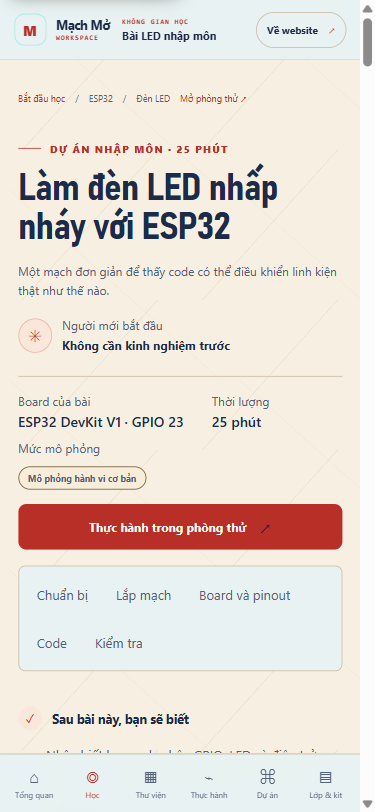 M
Mạch Mở
WORKSPACE
KHÔNG GIAN HỌC
Bài LED nhập môn
Về website ↗
Bắt đầu học / ESP32 / Đèn LED Mở phòng thử ↗
DỰ ÁN NHẬP MÔN · 25 PHÚT
Làm đèn LED nhấp
nháy với ESP32
Một mạch đơn giản để thấy code có thể điều khiển linh kiện
thật như thế nào.
Người mới bắt đầu
Không cần kinh nghiệm trước
Board của bài
ESP32 DevKit V1 · GPIO 23
Thời lượng
25 phút
Mức mô phỏng
Mô phỏng hành vi cơ bản
Thực hành trong phòng thử ↗
Chuẩn bị Lắp mạch Board và pinout
Code Kiểm tra
✓ Sau bài này, bạn sẽ biết
Tổng quan Học Thư viện Thực hành Dự án Lớp & kit